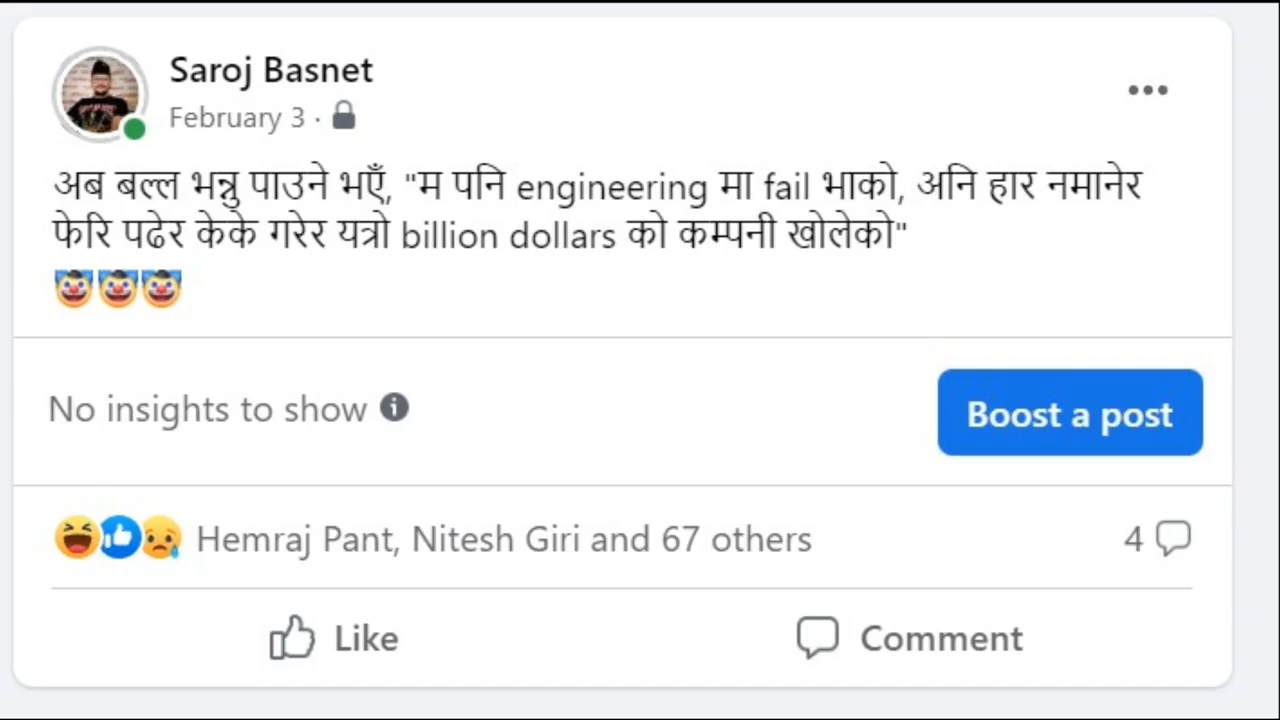 Saroj Basnet
February 3 ·
अब बल्ल भन्नु पाउने भएँ, "म पनि engineering मा fail भाको, अनि हार नमानेर
फेरि पढेर केके गरेर यत्रो billion dollars को कम्पनी खोलेको"
🤡🤡🤡
No insights to show
Boost a post
Hemraj Pant, Nitesh Giri and 67 others
4
Like
Comment